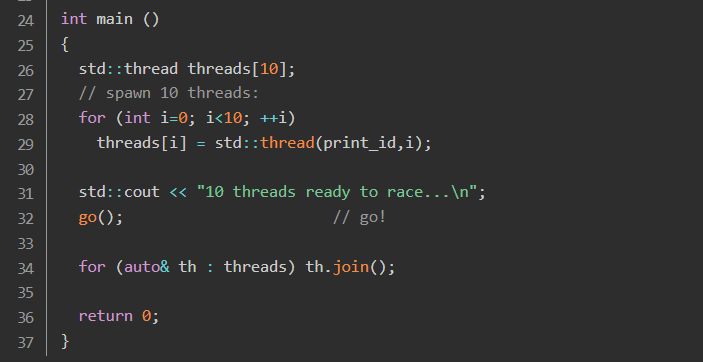 24 int main ()
25 {
26   std::thread threads[10];
27   // spawn 10 threads:
28   for (int i=0; i<10; ++i)
29     threads[i] = std::thread(print_id,i);
30
31   std::cout << "10 threads ready to race...\n";
32   go();                       // go!
33
34   for (auto& th : threads) th.join();
35
36   return 0;
37 }